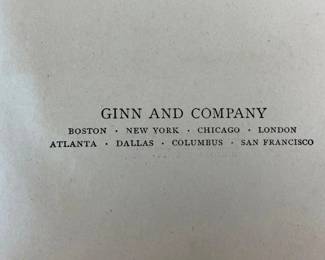 GINN AND COMPANY
BOSTON · NEW YORK · CHICAGO · LONDON
ATLANTA · DALLAS · COLUMBUS · SAN FRANCISCO